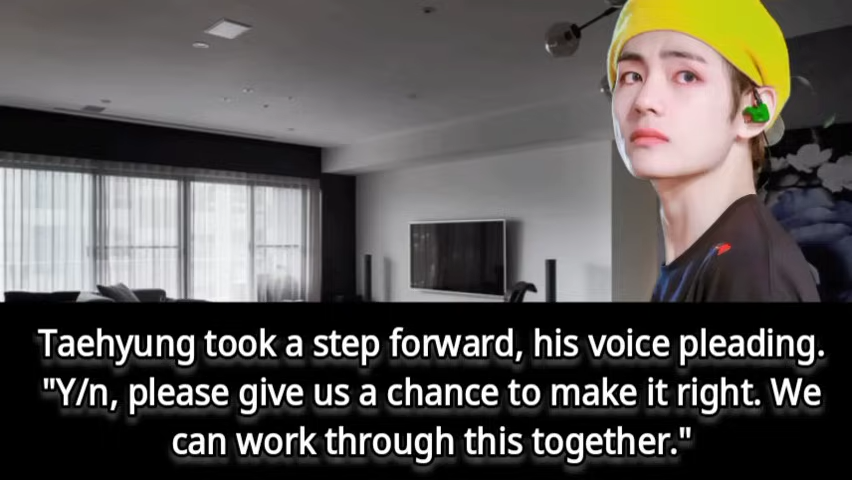 Taehyung took a step forward, his voice pleading.
"Y/n, please give us a chance to make it right. We
can work through this together."